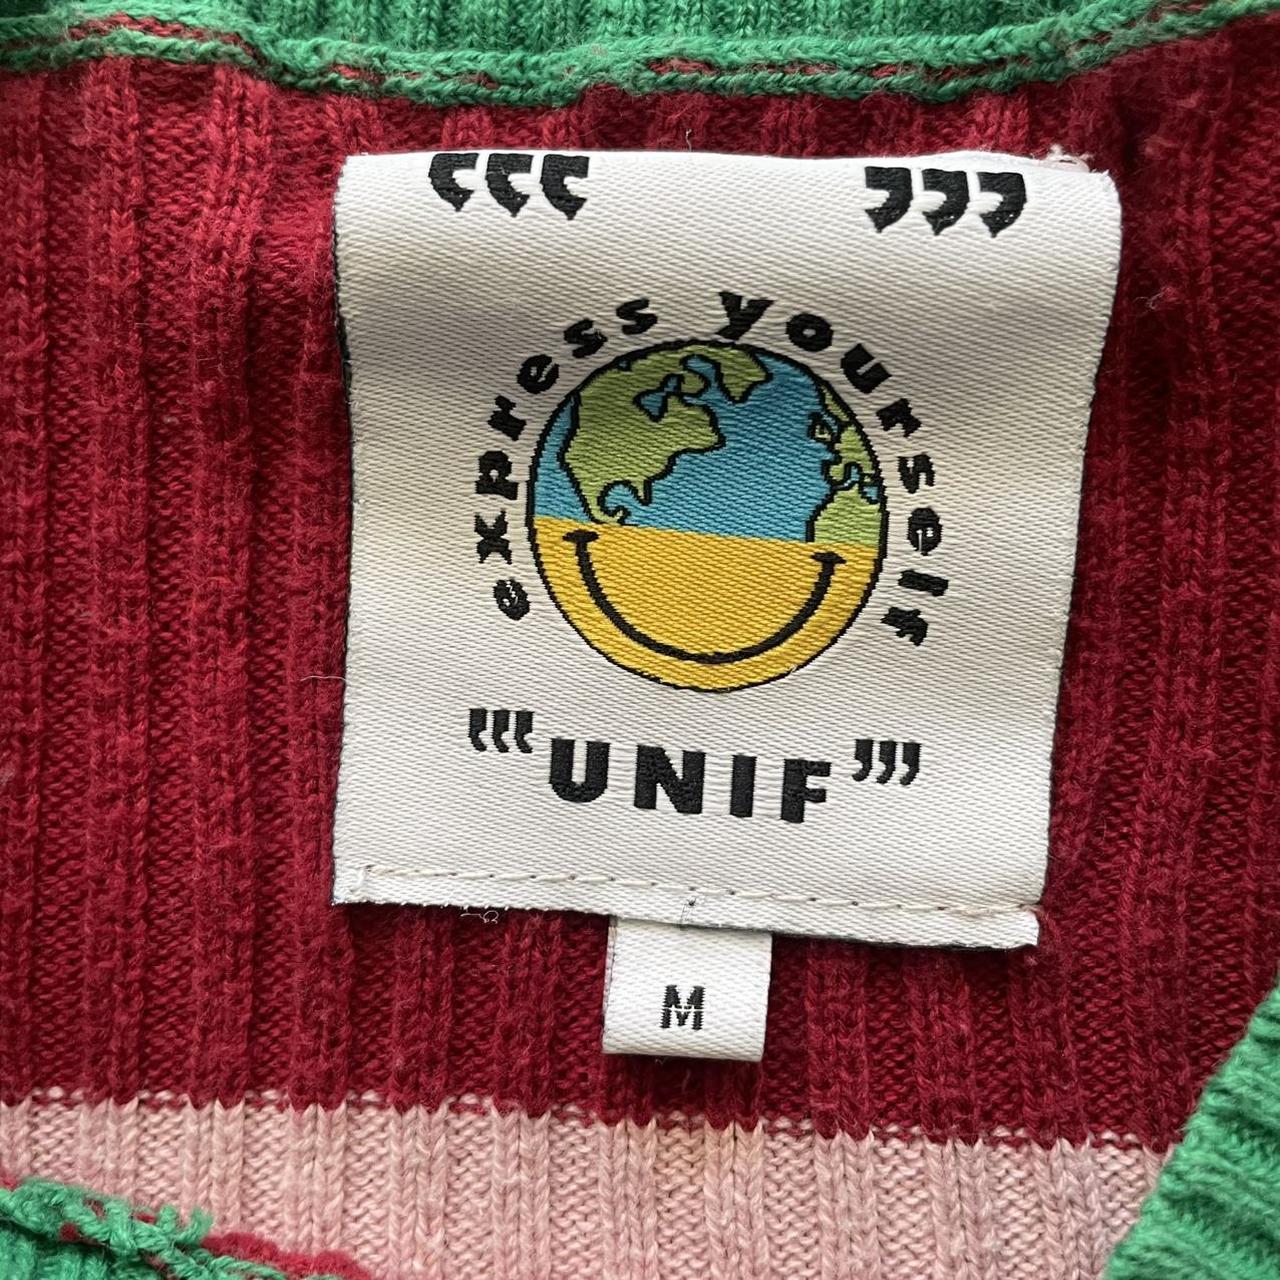 ❛❛❛ ❜❜❜
express yourself
❛❛❛UNIF❜❜❜
M